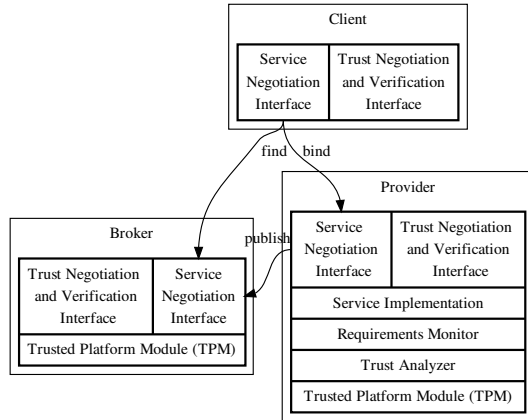 Client
Service
Negotiation
Interface
Trust Negotiation
and Verification
Interface
find
bind
Provider
Service
Negotiation
Interface
Trust Negotiation
and Verification
Interface
Service Implementation
Requirements Monitor
Trust Analyzer
Trusted Platform Module (TPM)
publish
Broker
Trust Negotiation
and Verification
Interface
Service
Negotiation
Interface
Trusted Platform Module (TPM)